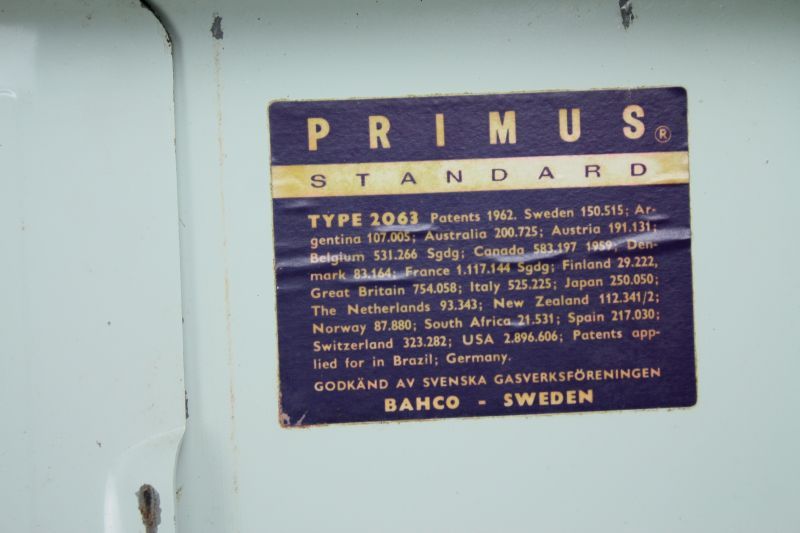 PRIMUS®
STANDARD
TYPE 2063 Patents 1962. Sweden 150.515; Ar-
gentina 107.005; Australia 200.725; Austria 191.131;
Belgium 531.266 Sgdg; Canada 583.197 1959; Den-
mark 83.164; France 1.117.144 Sgdg; Finland 29.222,
Great Britain 754.058; Italy 525.225; Japan 250.050;
The Netherlands 93.343; New Zealand 112.341/2;
Norway 87.880; South Africa 21.531; Spain 217.030;
Switzerland 323.282; USA 2.896.606; Patents app-
lied for in Brazil; Germany.
GODKÄND AV SVENSKA GASVERKSFÖRENINGEN
BAHCO - SWEDEN